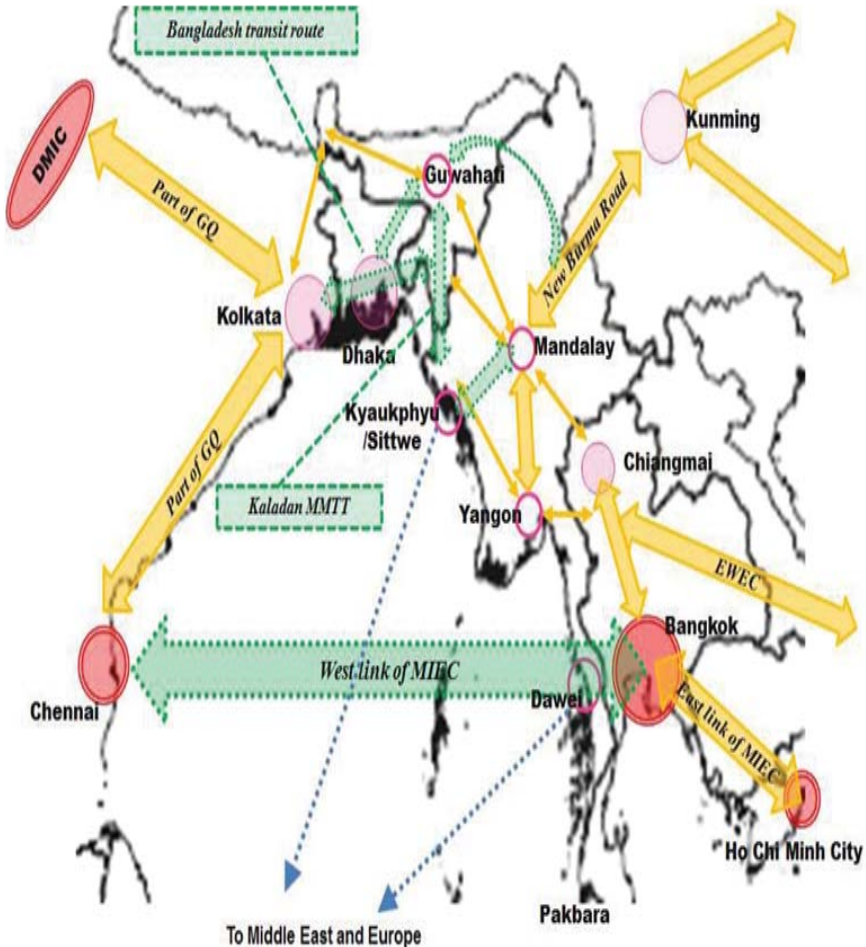 Bangladesh transit route
DMIC
Kunming
Part of GQ
Guwahati
New Burma Road
Kolkata
Dhaka
Mandalay
Kyaukphyu
/Sittwe
Part of GQ
Chiangmai
Kaladan MMTT
Yangon
EWEC
Bangkok
West link of MIEC
Chennai
Dawei
East link of MIEC
Ho Chi Minh City
Pakbara
To Middle East and Europe